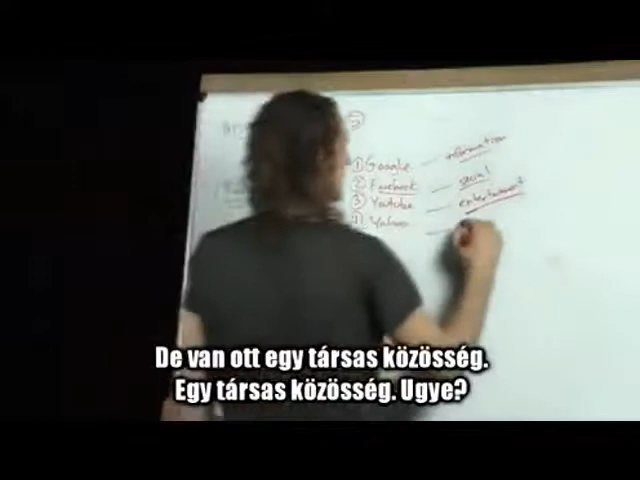 ① Google — information
② Facebook — social
③ Youtube — entertainment
④ Yahoo —
De van ott egy társas közösség.
Egy társas közösség. Ugye?